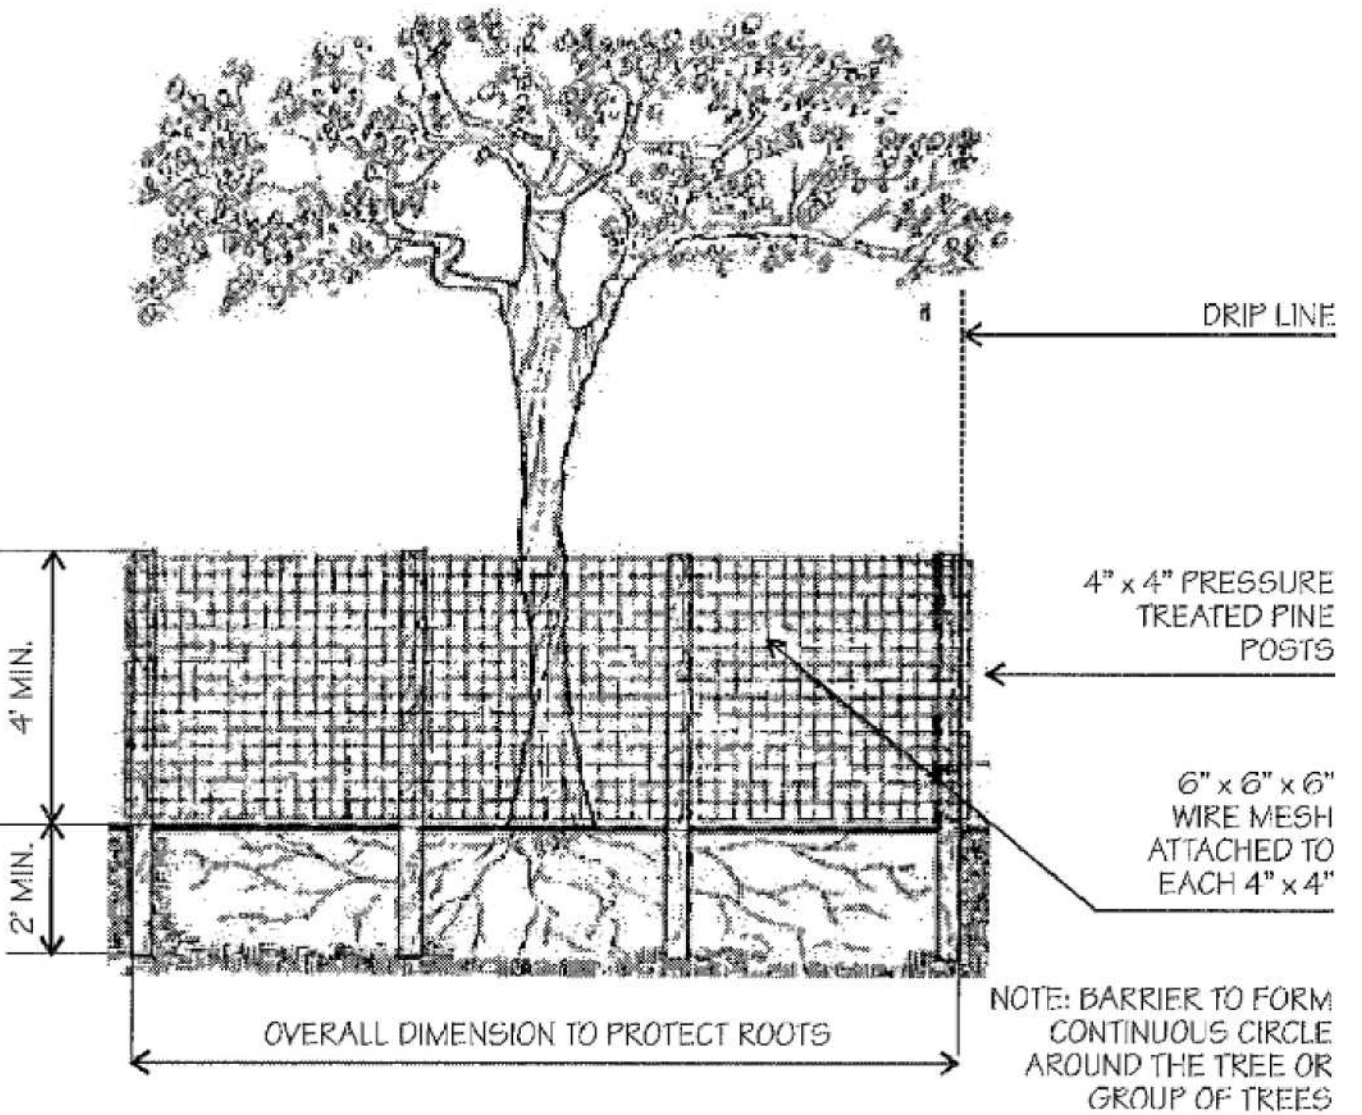 DRIP LINE
4" x 4" PRESSURE
TREATED PINE
POSTS
4' MIN.
6" x 6" x 6"
WIRE MESH
ATTACHED TO
EACH 4" x 4"
2' MIN.
OVERALL DIMENSION TO PROTECT ROOTS
NOTE: BARRIER TO FORM
CONTINUOUS CIRCLE
AROUND THE TREE OR
GROUP OF TREES